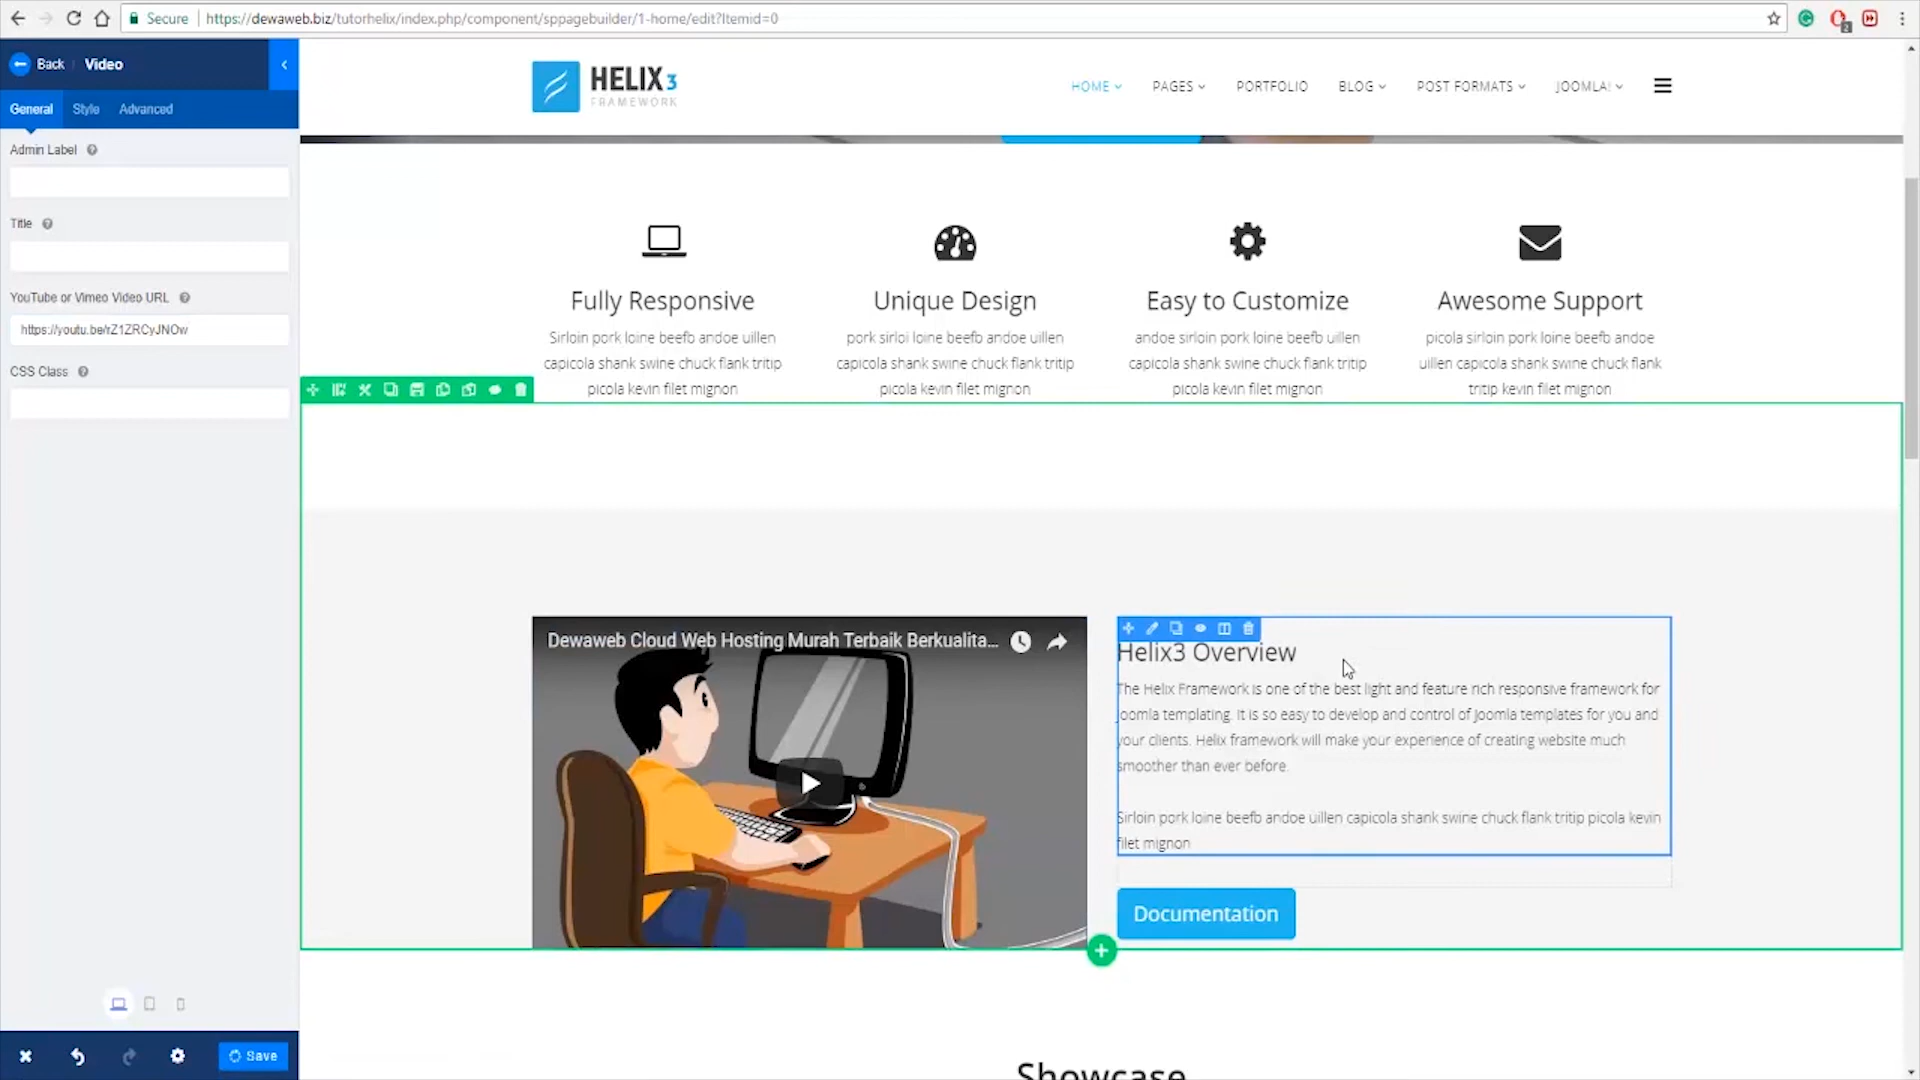 Secure | https://dewaweb.biz/tutorhelix/index.php/component/sppagebuilder/1-home/edit?Itemid=0
2
Back
Video
General
Style
Advanced
Admin Label
Title
YouTube or Vimeo Video URL
https://youtu.be/rZ1ZRCyJNOw
CSS Class
Save
HELIX3
FRAMEWORK
HOME
PAGES
PORTFOLIO
BLOG
POST FORMATS
JOOMLA!
Fully Responsive
Sirloin pork loine beefb andoe uillen
capicola shank swine chuck flank tritip
picola kevin filet mignon
Unique Design
pork sirloi loine beefb andoe uillen
capicola shank swine chuck flank tritip
picola kevin filet mignon
Easy to Customize
andoe sirloin pork loine beefb uillen
capicola shank swine chuck flank tritip
picola kevin filet mignon
Awesome Support
picola sirloin pork loine beefb andoe
uillen capicola shank swine chuck flank
tritip kevin filet mignon
Dewaweb Cloud Web Hosting Murah Terbaik Berkualita...
Helix3 Overview
The Helix Framework is one of the best light and feature rich responsive framework for
Joomla templating. It is so easy to develop and control of Joomla templates for you and
your clients. Helix framework will make your experience of creating website much
smoother than ever before.
Sirloin pork loine beefb andoe uillen capicola shank swine chuck flank tritip picola kevin
filet mignon
Documentation
Showcase